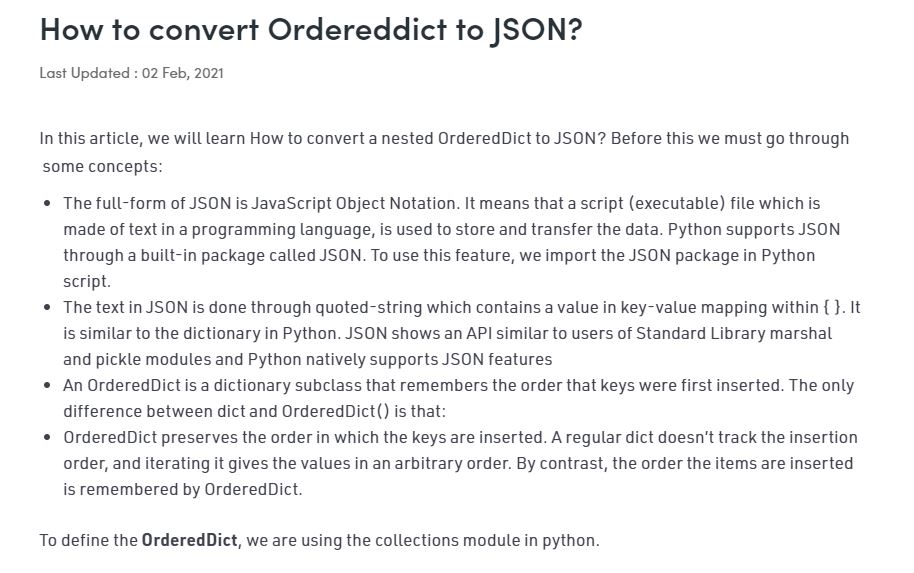 How to convert Ordereddict to JSON?
Last Updated : 02 Feb, 2021
In this article, we will learn How to convert a nested OrderedDict to JSON? Before this we must go through
some concepts:
• The full-form of JSON is JavaScript Object Notation. It means that a script (executable) file which is
made of text in a programming language, is used to store and transfer the data. Python supports JSON
through a built-in package called JSON. To use this feature, we import the JSON package in Python
script.
• The text in JSON is done through quoted-string which contains a value in key-value mapping within { }. It
is similar to the dictionary in Python. JSON shows an API similar to users of Standard Library marshal
and pickle modules and Python natively supports JSON features
• An OrderedDict is a dictionary subclass that remembers the order that keys were first inserted. The only
difference between dict and OrderedDict() is that:
• OrderedDict preserves the order in which the keys are inserted. A regular dict doesn’t track the insertion
order, and iterating it gives the values in an arbitrary order. By contrast, the order the items are inserted
is remembered by OrderedDict.
To define the OrderedDict, we are using the collections module in python.